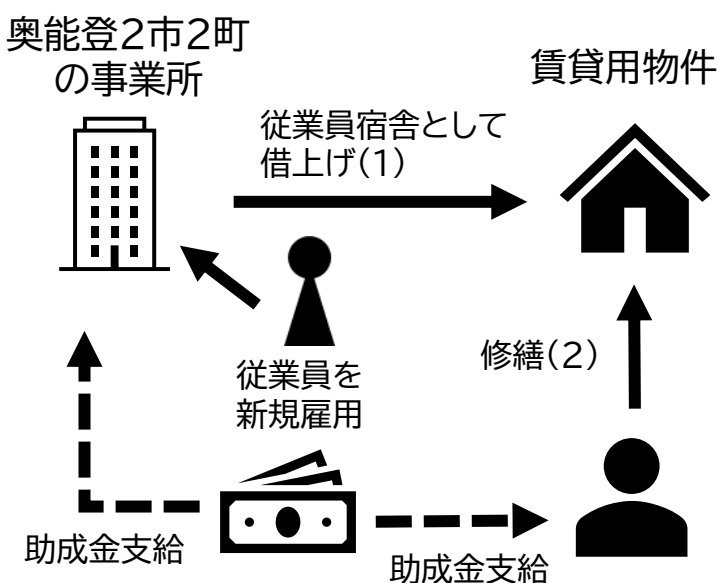 奥能登2市2町
の事業所
賃貸用物件
従業員宿舎として
借上げ(1)
修繕(2)
従業員を
新規雇用
助成金支給
助成金支給